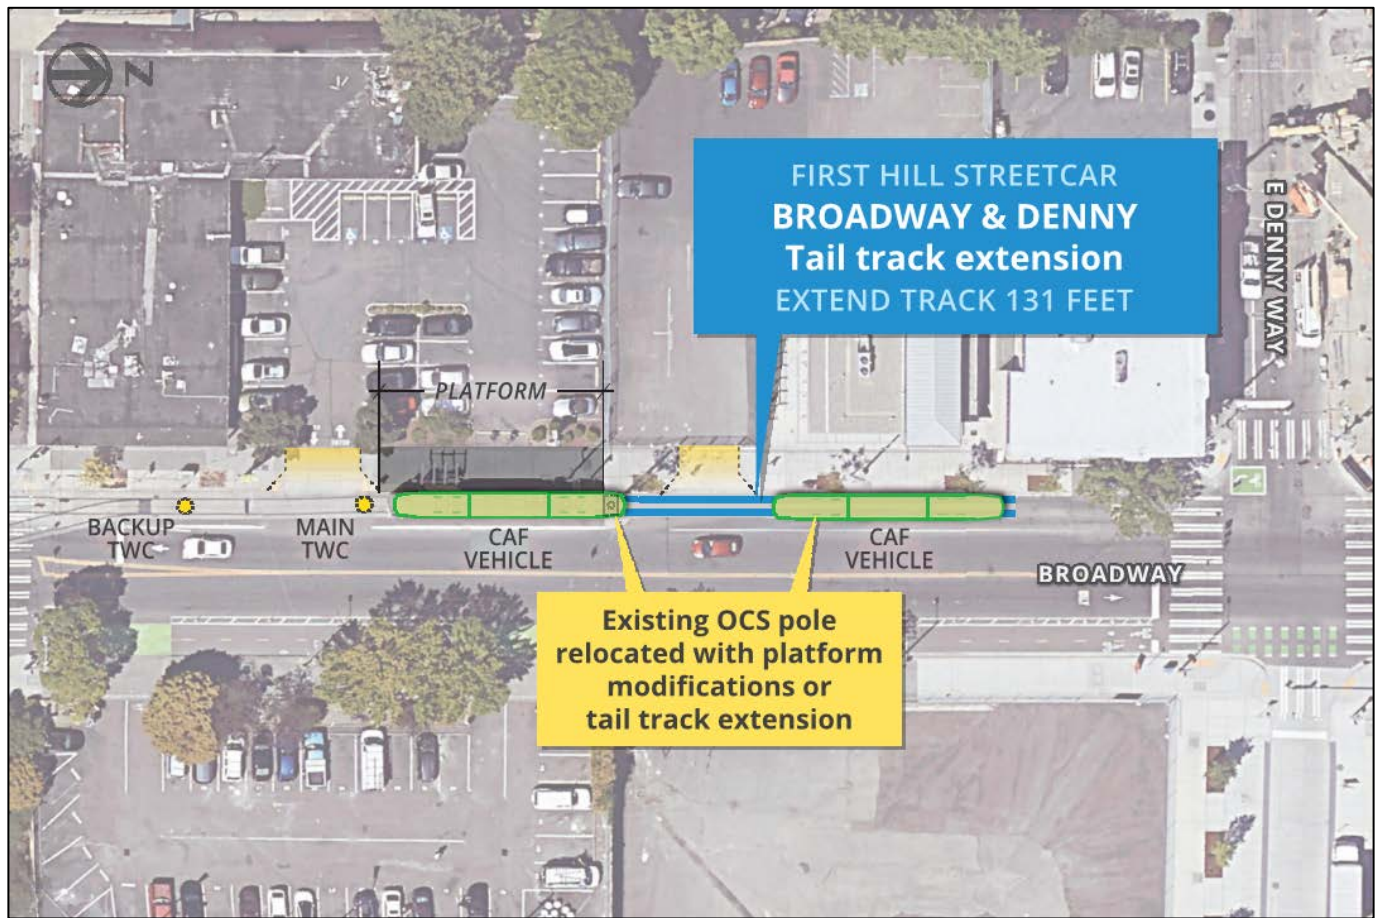 N
FIRST HILL STREETCAR
BROADWAY & DENNY
Tail track extension
EXTEND TRACK 131 FEET
E DENNY WAY
PLATFORM
BACKUP
TWC
MAIN
TWC
CAF
VEHICLE
CAF
VEHICLE
BROADWAY
Existing OCS pole
relocated with platform
modifications or
tail track extension